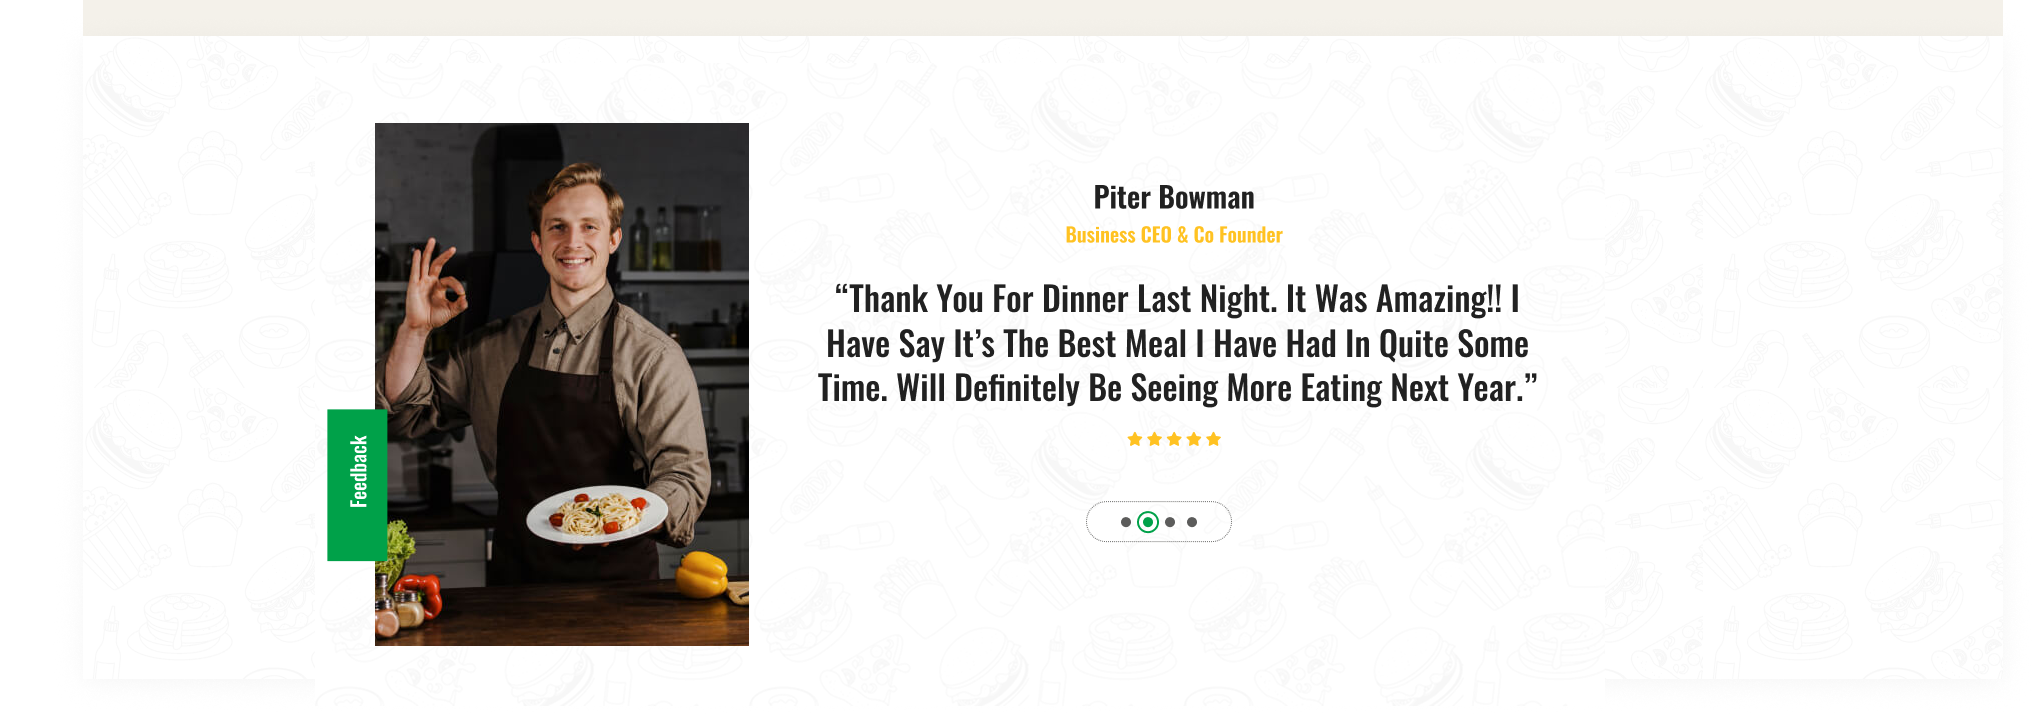 Piter Bowman
Business CEO & Co Founder
“Thank You For Dinner Last Night. It Was Amazing!! I
Have Say It’s The Best Meal I Have Had In Quite Some
Time. Will Definitely Be Seeing More Eating Next Year.”
Feedback